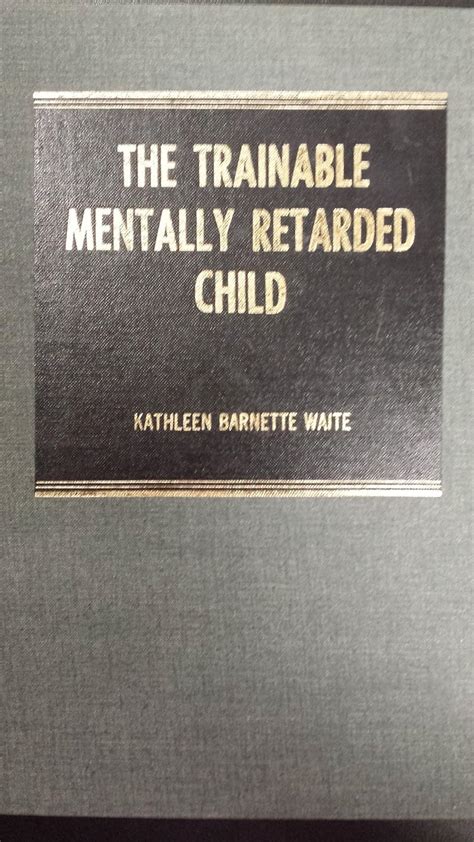 THE TRAINABLE
MENTALLY RETARDED
CHILD
KATHLEEN BARNETTE WAITE